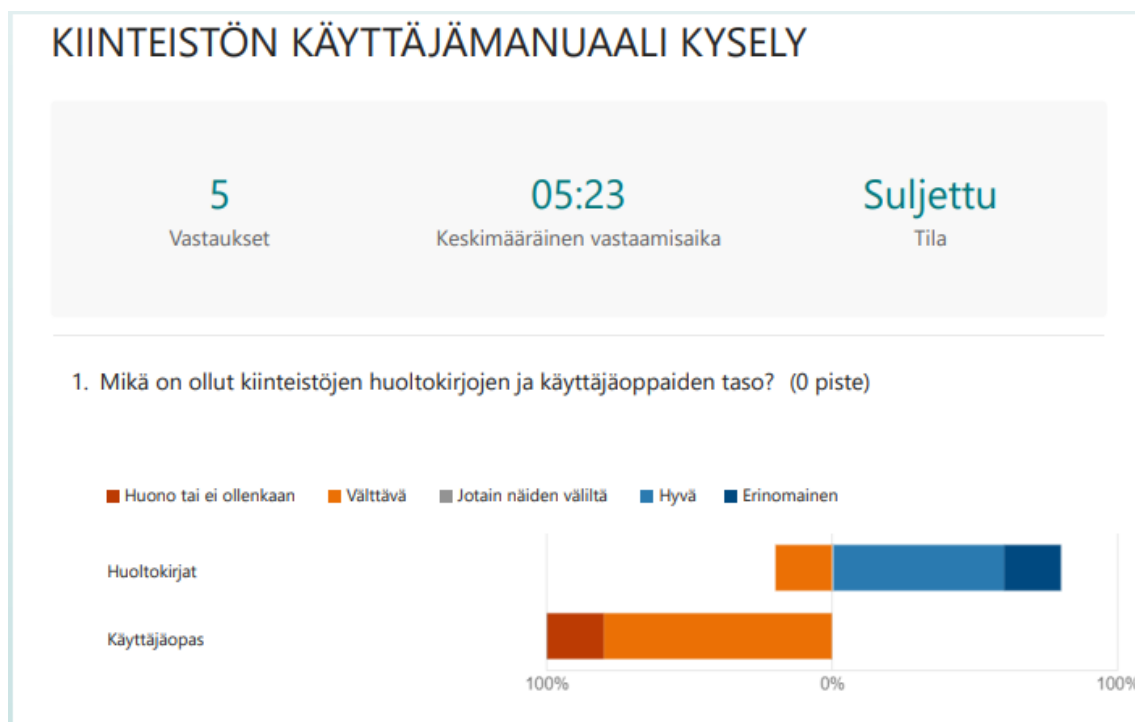 KIINTEISTÖN KÄYTTÄJÄMANUAALI KYSELY
5
Vastaukset
05:23
Keskimääräinen vastaamisaika
Suljettu
Tila
1. Mikä on ollut kiinteistöjen huoltokirjojen ja käyttäjäoppaiden taso? (0 piste)
Huono tai ei ollenkaan Välttävä Jotain näiden väliltä Hyvä Erinomainen
Huoltokirjat
Käyttäjäopas
100% 0% 100%